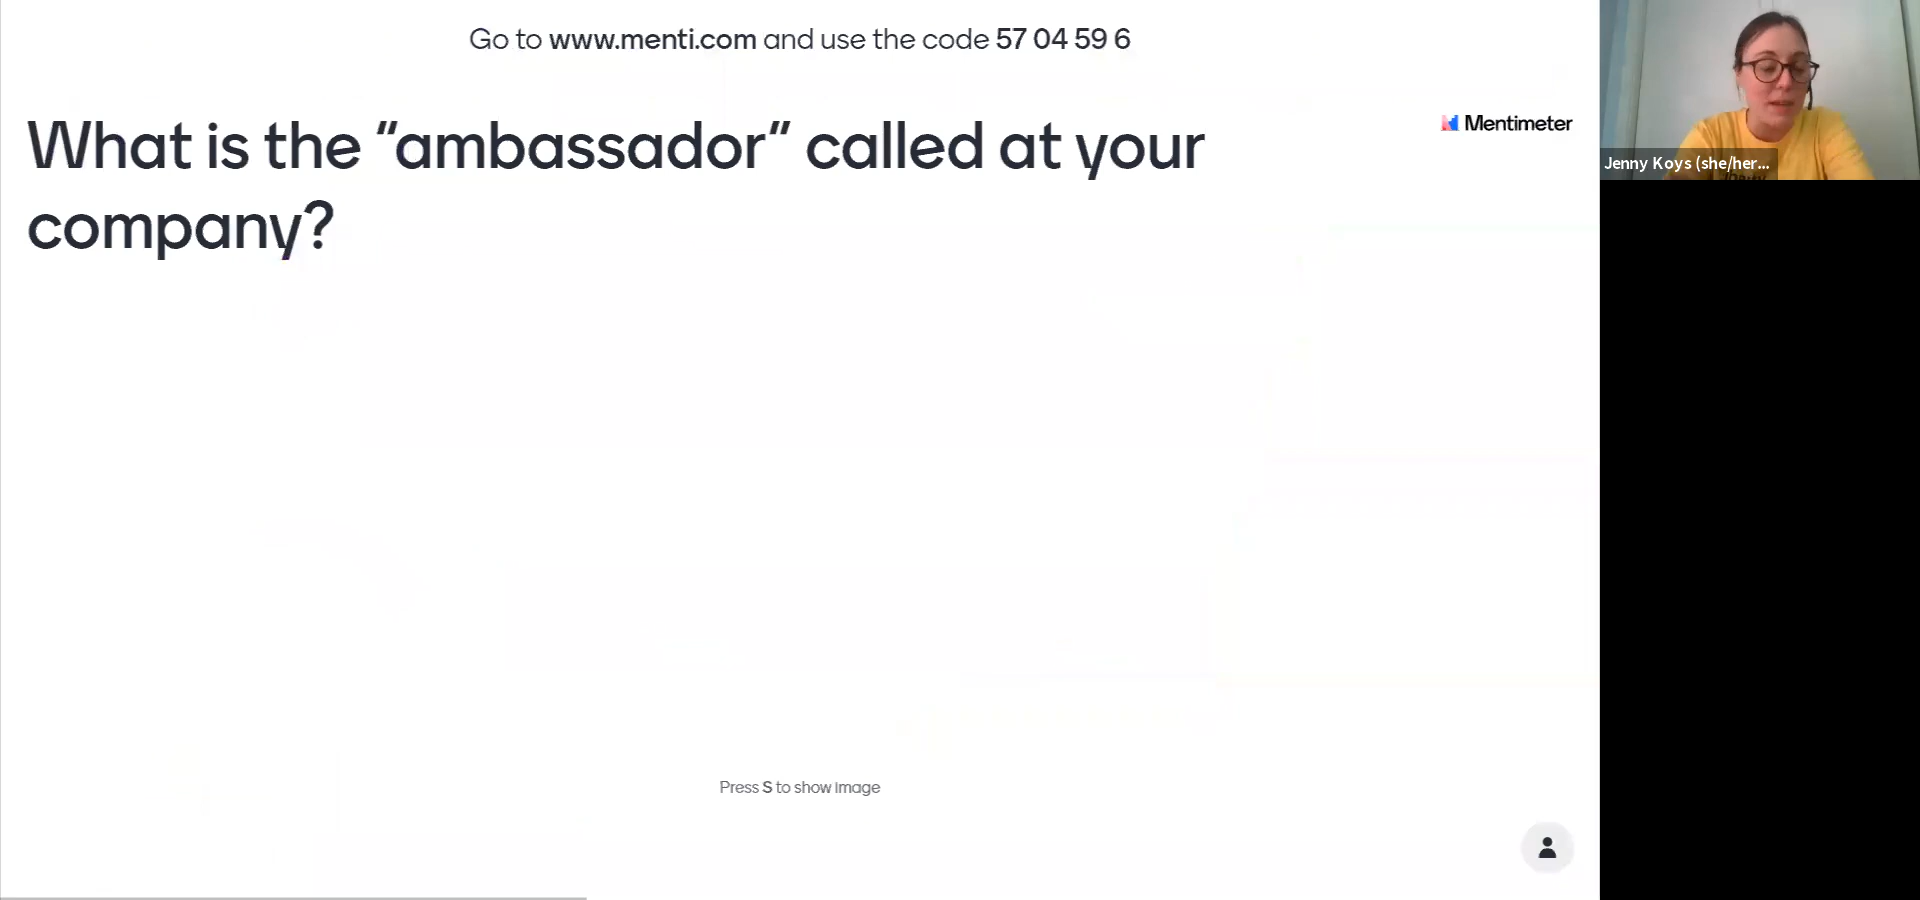 Go to www.menti.com and use the code 57 04 59 6
What is the “ambassador” called at your
company?
Mentimeter
Jenny Koys (she/her...
Press S to show image